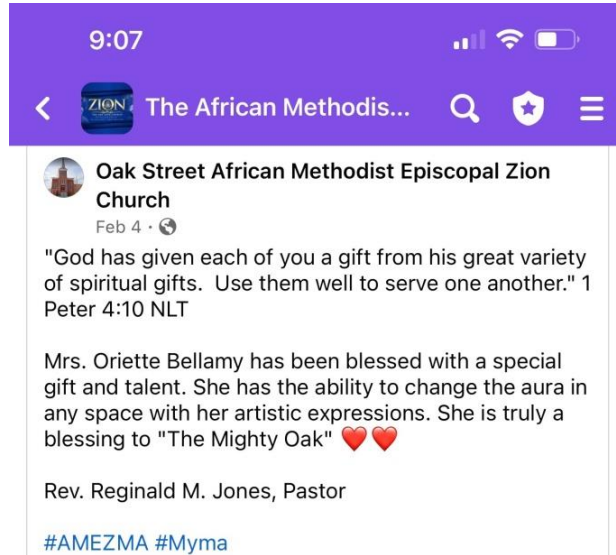 9:07
ZION
The African Methodis...
Oak Street African Methodist Episcopal Zion
Church
Feb 4 ·
"God has given each of you a gift from his great variety
of spiritual gifts.  Use them well to serve one another." 1
Peter 4:10 NLT
Mrs. Oriette Bellamy has been blessed with a special
gift and talent. She has the ability to change the aura in
any space with her artistic expressions. She is truly a
blessing to "The Mighty Oak" ❤️❤️
Rev. Reginald M. Jones, Pastor
#AMEZMA #Myma